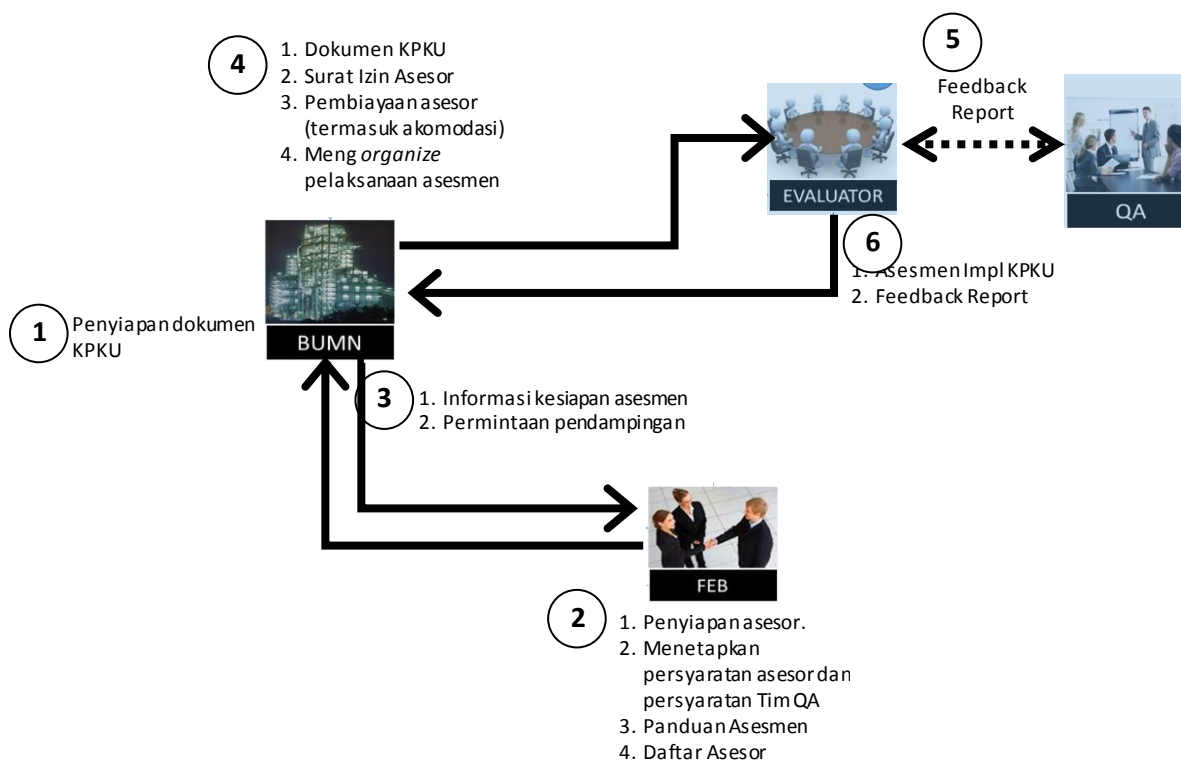 4
1. Dokumen KPKU
2. Surat Izin Asesor
3. Pembiayaan asesor
(termasuk akomodasi)
4. Meng organize
pelaksanaan asesmen
5
Feedback
Report
EVALUATOR
QA
6
1. Asesmen Impl KPKU
2. Feedback Report
1
Penyiapan dokumen
KPKU
BUMN
3
1. Informasi kesiapan asesmen
2. Permintaan pendampingan
FEB
2
1. Penyiapan asesor.
2. Menetapkan
persyaratan asesor dan
persyaratan Tim QA
3. Panduan Asesmen
4. Daftar Asesor